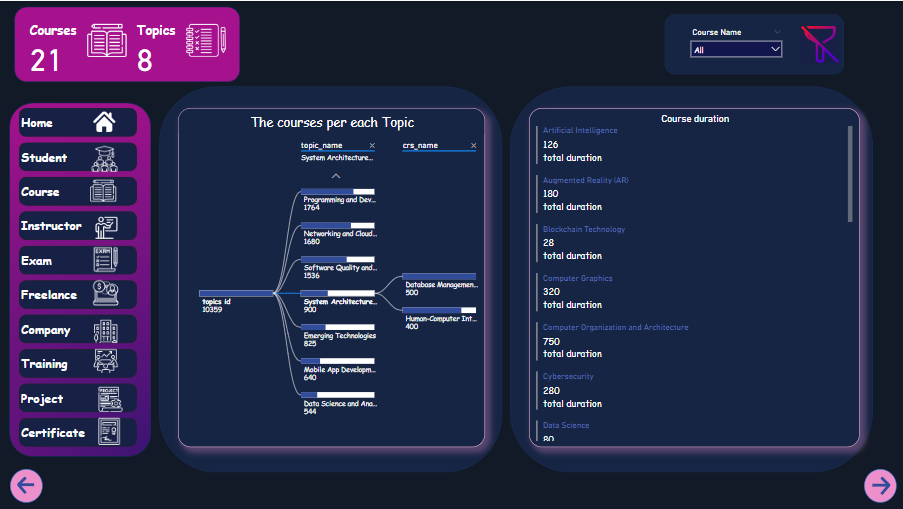 Courses
21
Topics
8
Course Name
All
Home
Student
Course
Instructor
Exam
Freelance
Company
Training
Project
Certificate
The courses per each Topic
topic_name
crs_name
System Architecture...
Programming and Dev...
1764
Networking and Cloud...
1680
Software Quality and...
1536
topics id
10359
System Architecture...
900
Emerging Technologies
825
Mobile App Developm...
640
Data Science and Ana...
544
Database Managemen...
500
Human-Computer Int...
400
Course duration
Artificial Intelligence
126
total duration
Augmented Reality (AR)
180
total duration
Blockchain Technology
28
total duration
Computer Graphics
320
total duration
Computer Organization and Architecture
750
total duration
Cybersecurity
280
total duration
Data Science
80
EXAM
PROJECT